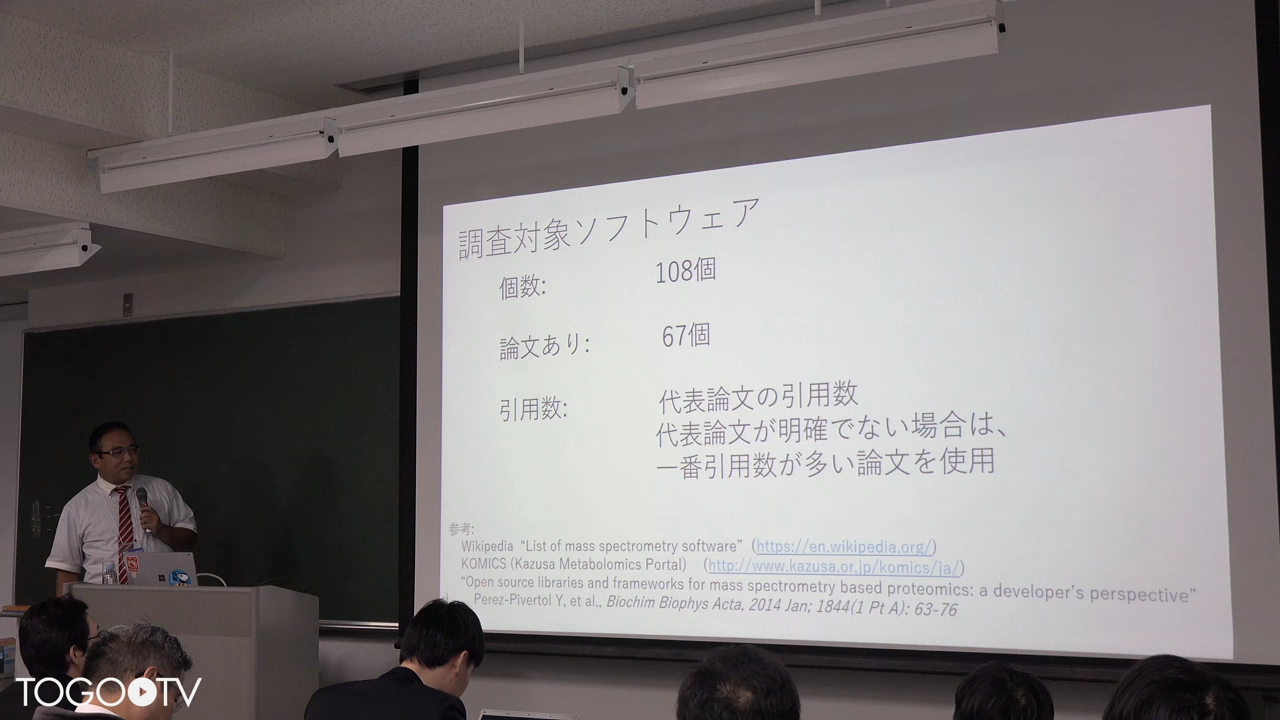 調査対象ソフトウェア
個数: 108個
論文あり: 67個
引用数: 代表論文の引用数
代表論文が明確でない場合は、
一番引用数が多い論文を使用
参考:
Wikipedia “List of mass spectrometry software” (https://en.wikipedia.org/)
KOMICS (Kazusa Metabolomics Portal) (http://www.kazusa.or.jp/komics/ja/)
“Open source libraries and frameworks for mass spectrometry based proteomics: a developer’s perspective”
Perez-Pivertol Y, et al., Biochim Biophys Acta, 2014 Jan; 1844(1 Pt A): 63-76
TOGO TV